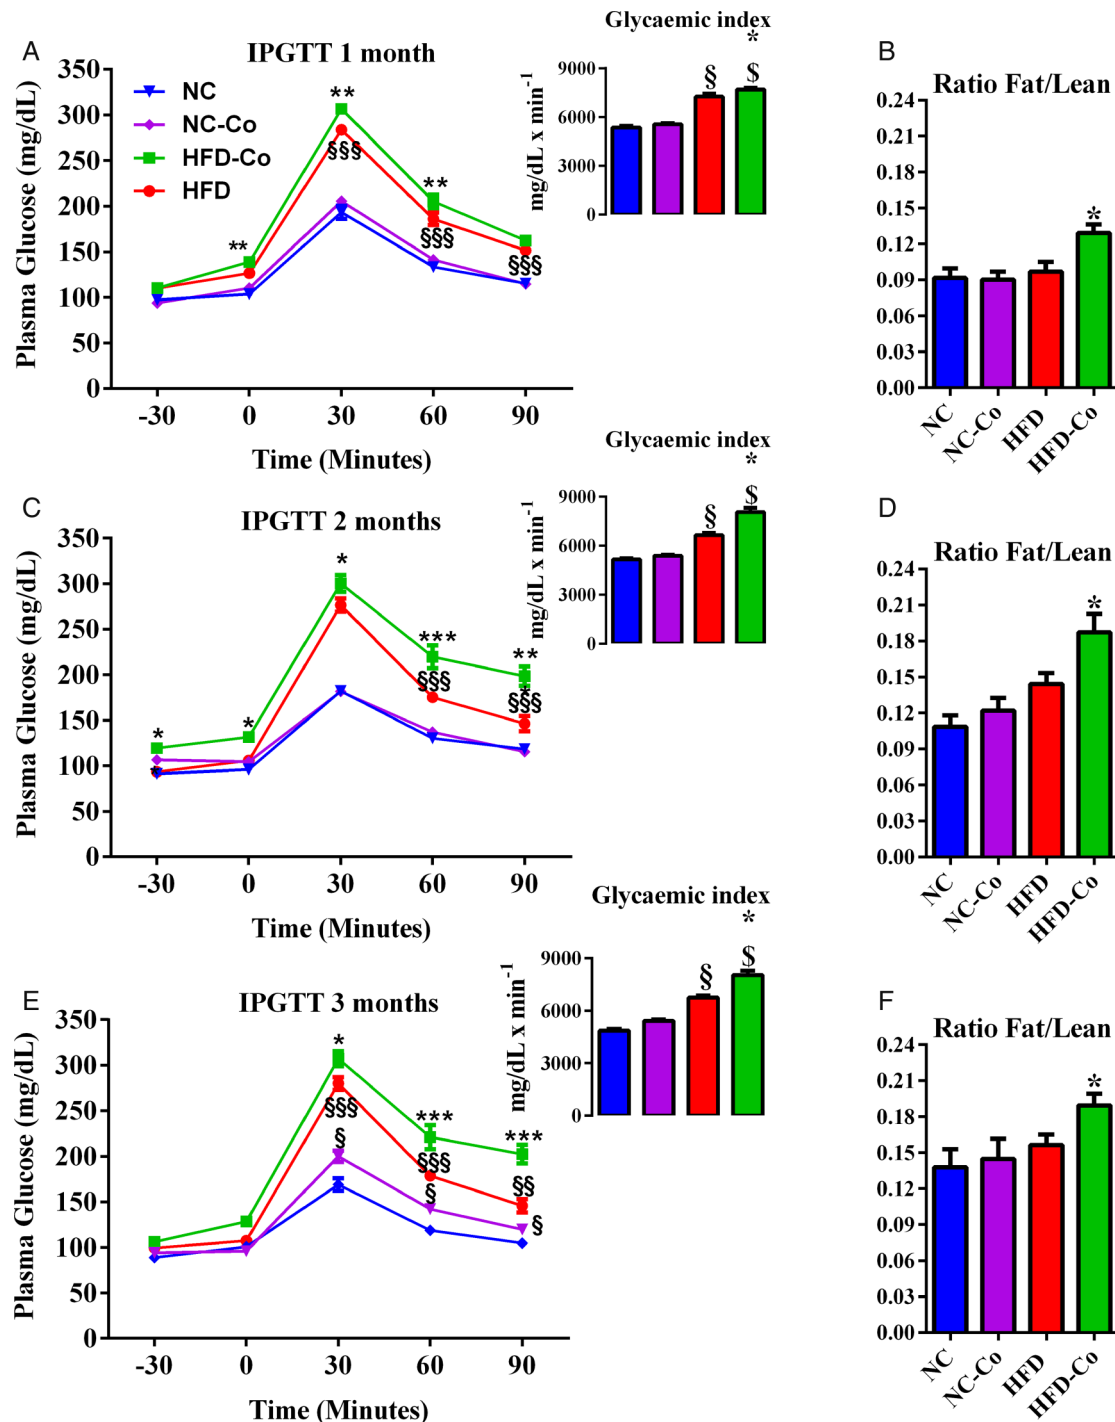 A
IPGTT 1 month
Plasma Glucose (mg/dL)
350
300
250
200
150
100
50
0
NC
NC-Co
HFD-Co
HFD
**
**
§§§
**
§§§
§§§
-30 0 30 60 90
Time (Minutes)
Glycaemic index
mg/dL x min⁻¹
9000
6000
3000
0
§
*
$
B
Ratio Fat/Lean
0.24
0.21
0.18
0.15
0.12
0.09
0.06
0.03
0.00
*
NC
NC-Co
HFD
HFD-Co
C
IPGTT 2 months
Plasma Glucose (mg/dL)
350
300
250
200
150
100
50
0
*
*
*
*
***
§§§
**
*
§§§
-30 0 30 60 90
Time (Minutes)
Glycaemic index
mg/dL x min⁻¹
9000
6000
3000
0
§
*
$
D
Ratio Fat/Lean
0.24
0.21
0.18
0.15
0.12
0.09
0.06
0.03
0.00
*
NC
NC-Co
HFD
HFD-Co
E
IPGTT 3 months
Plasma Glucose (mg/dL)
350
300
250
200
150
100
50
0
*
§§§
§
***
§§§
§
***
§§
§
-30 0 30 60 90
Time (Minutes)
Glycaemic index
mg/dL x min⁻¹
9000
6000
3000
0
§
*
$
F
Ratio Fat/Lean
0.24
0.21
0.18
0.15
0.12
0.09
0.06
0.03
0.00
*
NC
NC-Co
HFD
HFD-Co